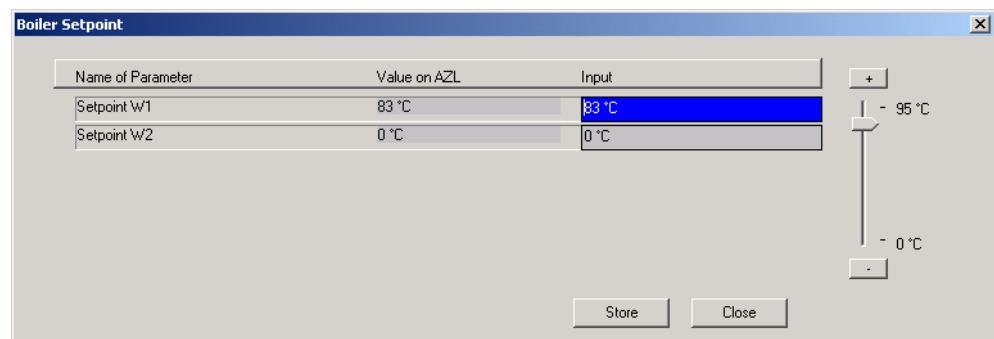 Boiler Setpoint
Name of Parameter Value on AZL Input +
Setpoint W1 83 °C 83 °C 95 °C
Setpoint W2 0 °C 0 °C
0 °C
-
Store Close